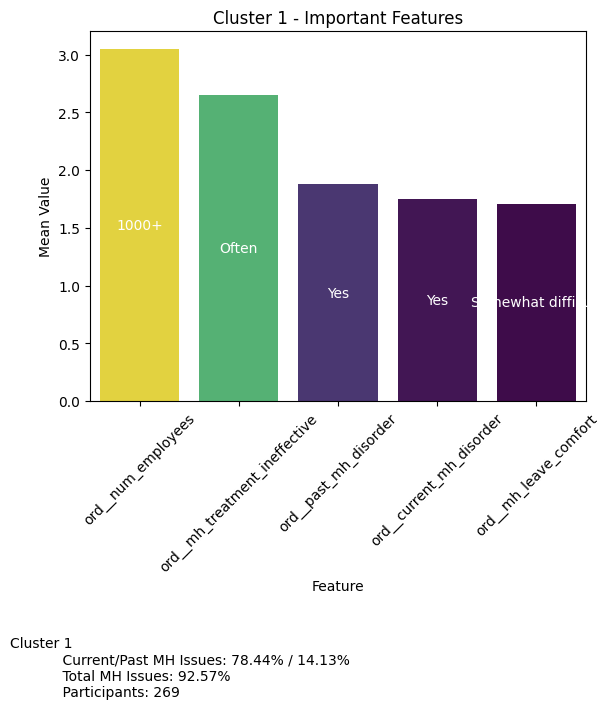 Cluster 1 - Important Features
Mean Value
3.0
2.5
2.0
1.5
1.0
0.5
0.0
1000+
Often
Yes
Yes
Somewhat diffi
ord__num_employees
ord__mh_treatment_ineffective
ord__past_mh_disorder
ord__current_mh_disorder
ord__mh_leave_comfort
Feature
Cluster 1
Current/Past MH Issues: 78.44% / 14.13%
Total MH Issues: 92.57%
Participants: 269